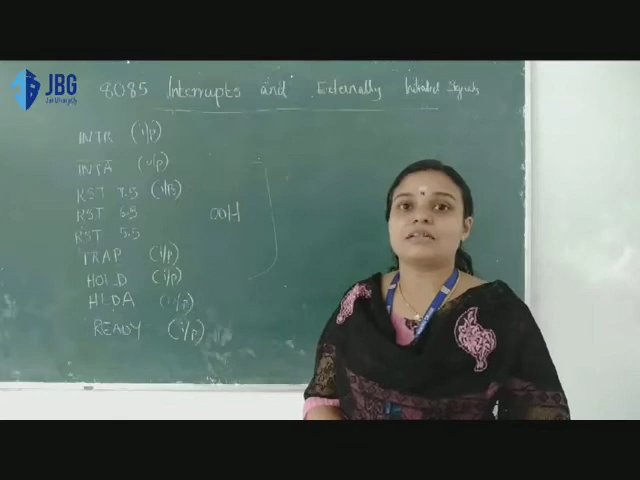 JBG
8085 Interrupts and Externally Initiated Signals
INTR (i/p)
INTA (o/p)
RST 7.5 (i/p)
RST 6.5
RST 5.5
00H
TRAP (i/p)
HOLD (i/p)
HLDA (o/p)
READY (i/p)